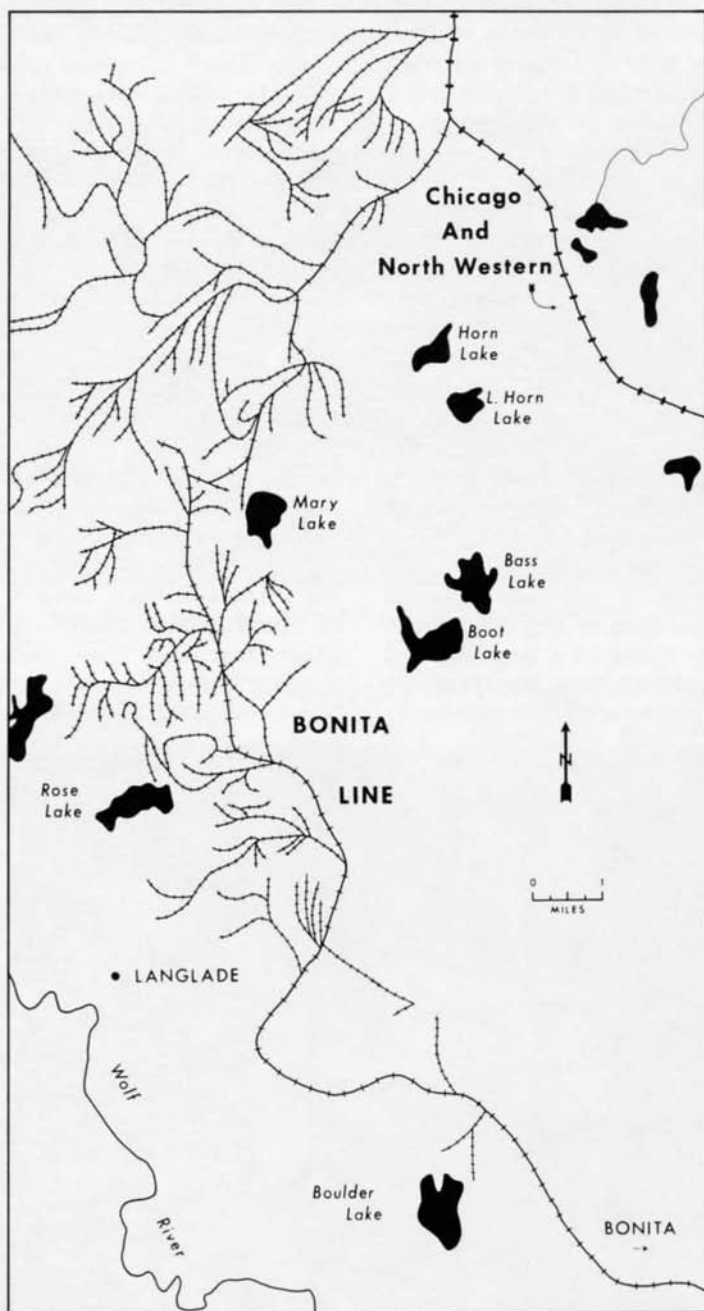 Chicago
And
North Western
Horn
Lake
L. Horn
Lake
Mary
Lake
Bass
Lake
Boot
Lake
BONITA
LINE
N
Rose
Lake
0 1
MILES
LANGLADE
Wolf
River
Boulder
Lake
BONITA